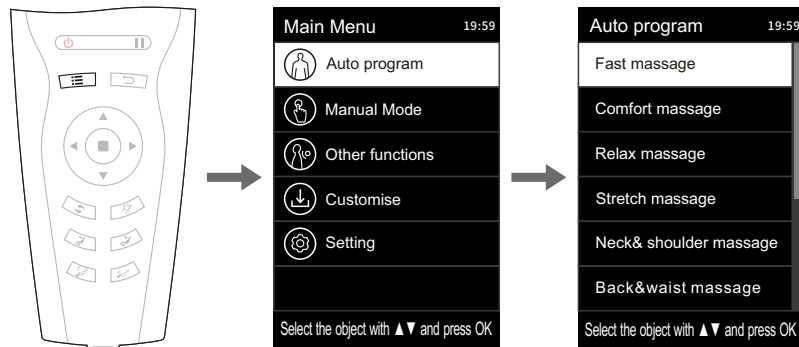 Main Menu 19:59
Auto program
Manual Mode
Other functions
Customise
Setting
Select the object with ▲▼ and press OK
Auto program 19:59
Fast massage
Comfort massage
Relax massage
Stretch massage
Neck& shoulder massage
Back&waist massage
Select the object with ▲▼ and press OK